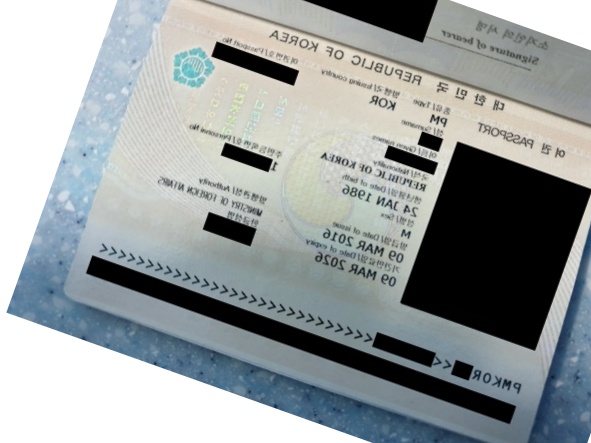 소지인의 서명
Signature of bearer
대한민국 REPUBLIC OF KOREA
여권 PASSPORT
종류/ Type
발행국/ Issuing country
여권번호/ Passport No.
PM
KOR
성/ Surname
이름/ Given names
국적/ Nationality
REPUBLIC OF KOREA
생년월일/ Date of birth
주민등록번호/ Personal No.
24 JAN 1986
1
성별/ Sex
M
발급일/ Date of issue
발행관청/ Authority
09 MAR 2016
MINISTRY OF FOREIGN AFFAIRS
기간만료일/ Date of expiry
한글성명
09 MAR 2026
PMKOR